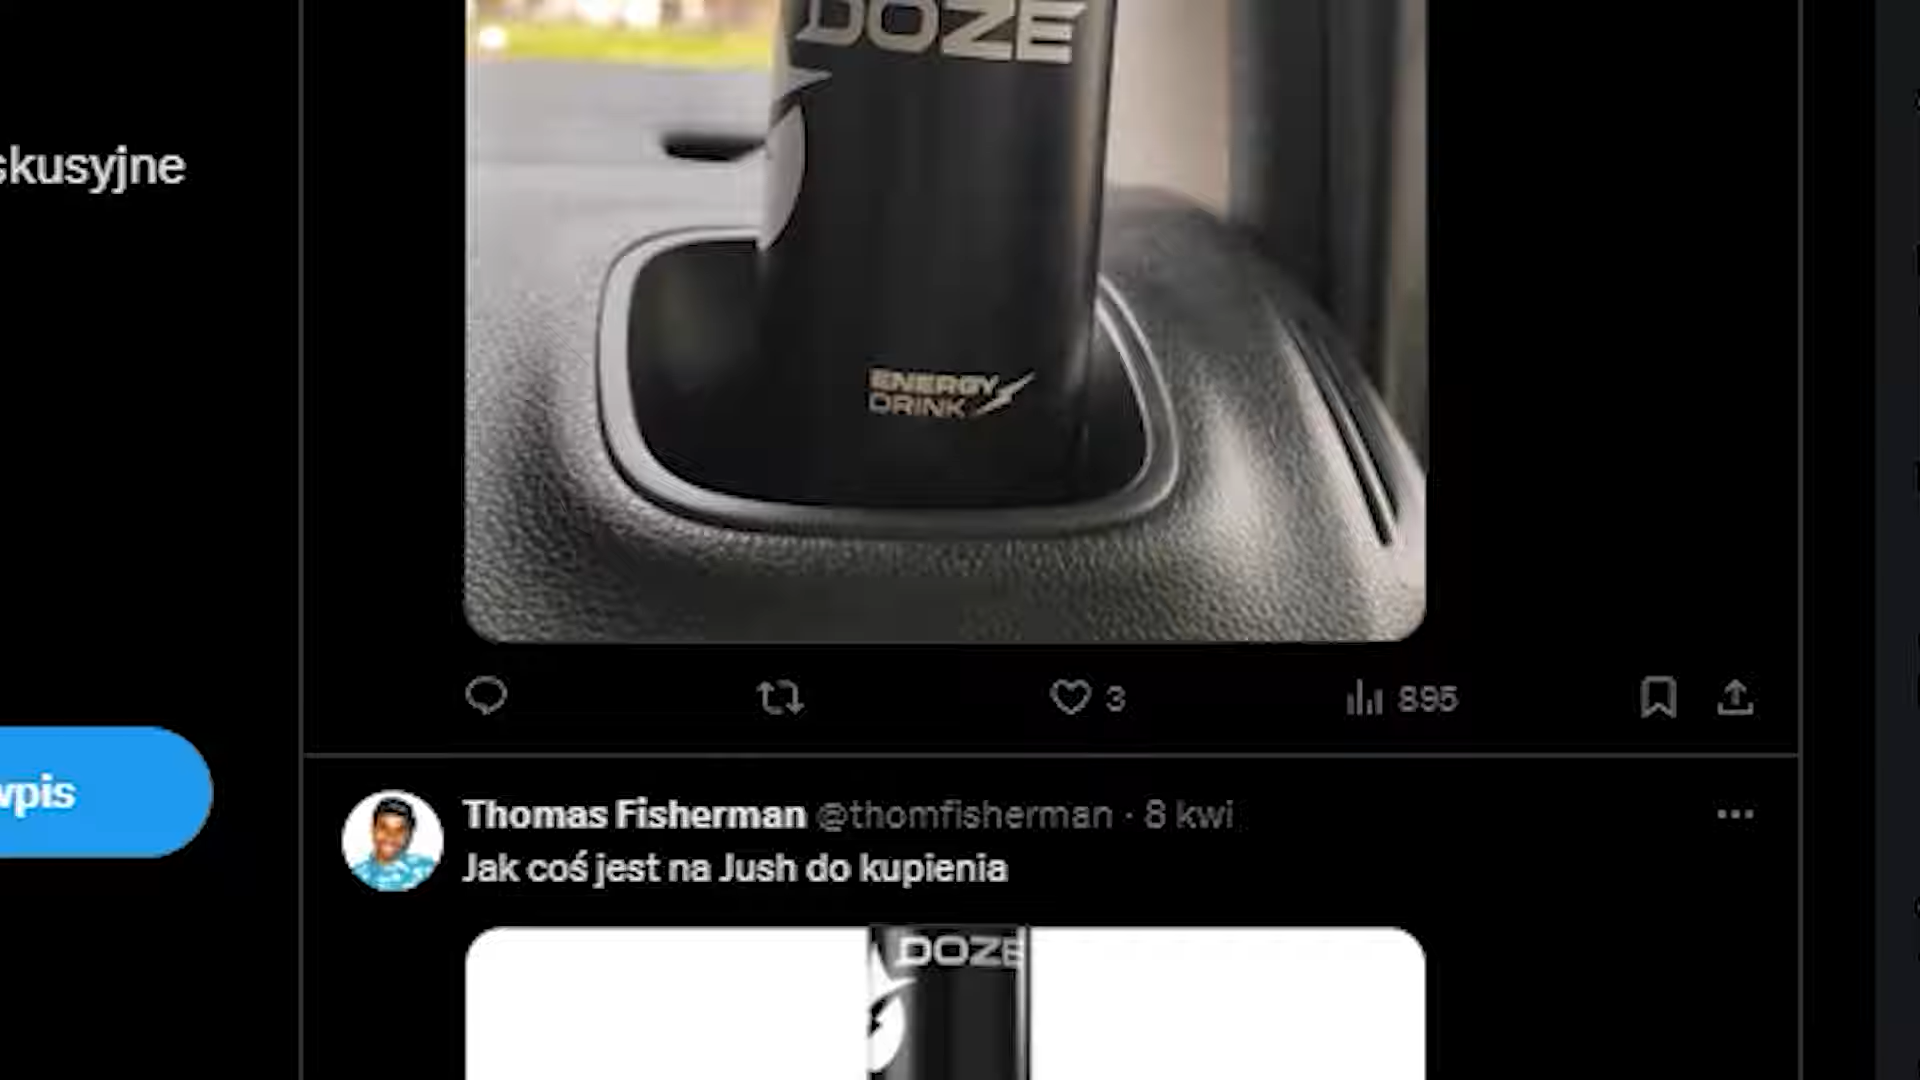 DOZE
skusyjne
ENERGY
DRINK
3
895
wpis
Thomas Fisherman @thomfisherman · 8 kwi
Jak coś jest na Jush do kupienia
DOZE